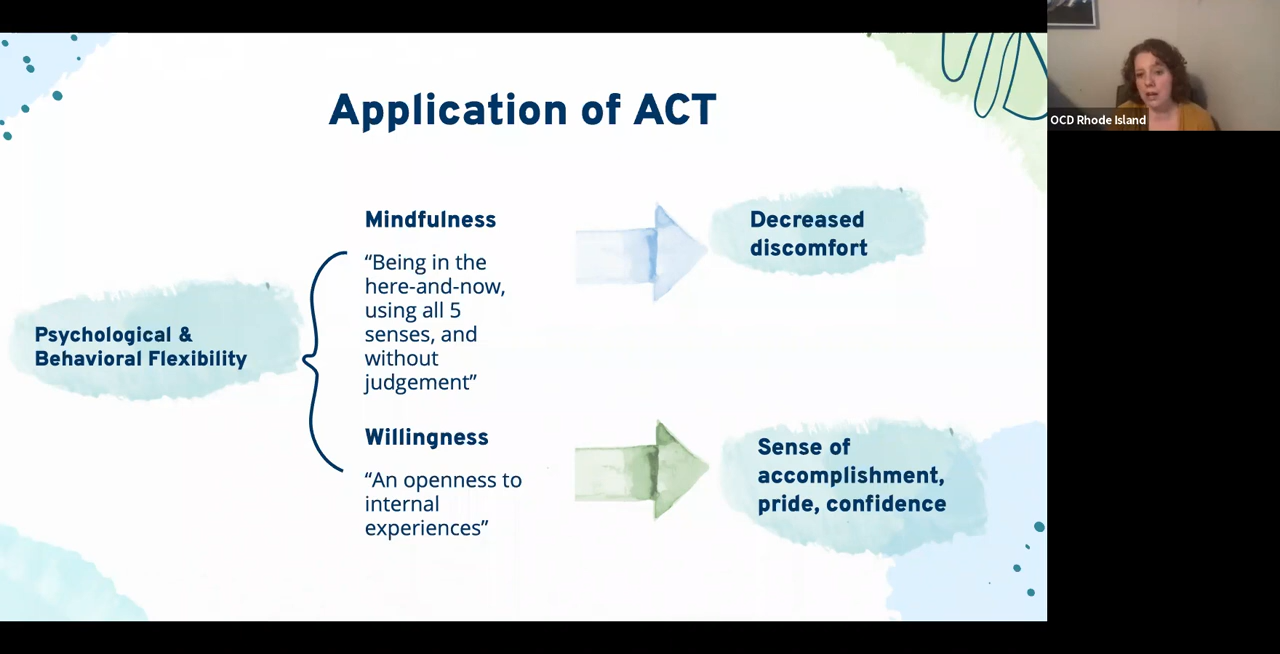 Application of ACT
Psychological &
Behavioral Flexibility
Mindfulness
“Being in the
here-and-now,
using all 5
senses, and
without
judgement”
Decreased
discomfort
Willingness
“An openness to
internal
experiences”
Sense of
accomplishment,
pride, confidence
OCD Rhode Island